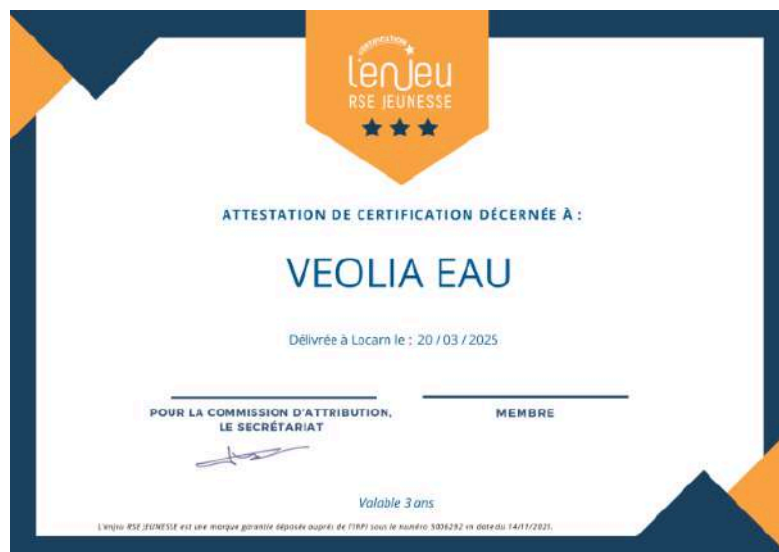 CERTIFICATION
l'enjeu
RSE JEUNESSE
ATTESTATION DE CERTIFICATION DÉCERNÉE À :
VEOLIA EAU
Délivrée à Locarn le : 20 / 03 / 2025
POUR LA COMMISSION D'ATTRIBUTION,
LE SECRÉTARIAT
MEMBRE
Valable 3 ans
L'enjeu RSE JEUNESSE est une marque garantie déposée auprès de l'INPI sous le numéro 5006292 en date du 14/11/2021.